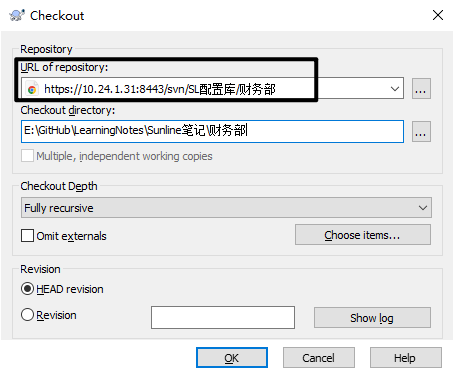 Checkout
Repository
URL of repository:
https://10.24.1.31:8443/svn/SL配置库/财务部
...
Checkout directory:
E:\GitHub\LearningNotes\Sunline笔记\财务部
...
Multiple, independent working copies
Checkout Depth
Fully recursive
Omit externals
Choose items...
Revision
HEAD revision
Revision
Show log
OK
Cancel
Help